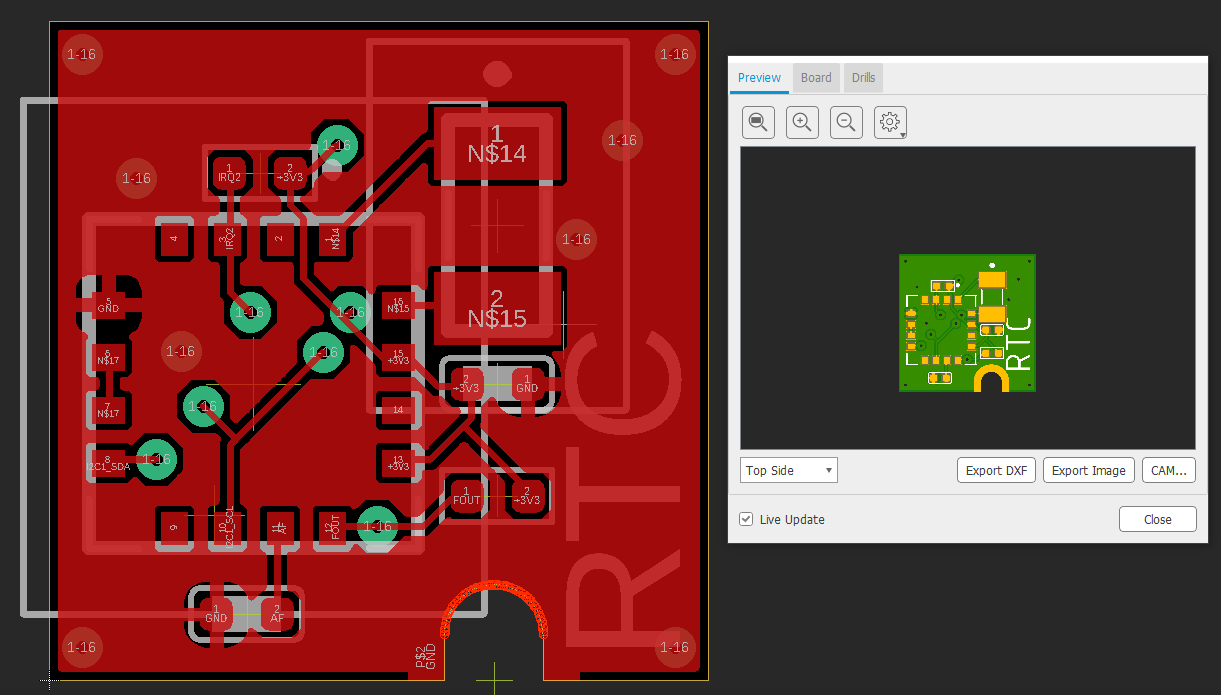 1-16
1-16
1-16
1-16
1-16
1
IRQ2
2
+3V3
1
N$14
4
3
IRQ2
2
1
N$14
1-16
5
GND
1-16
1-16
16
N$15
2
N$15
6
N$17
1-16
1-16
15
+3V3
7
N$17
1-16
14
2
+3V3
1
GND
8
I2C1_SDA
1-16
13
+3V3
1
FOUT
2
+3V3
9
10
I2C1_SCL
11
AF
12
FOUT
1-16
RTC
1
GND
2
AF
1-16
P$2
GND
1-16
Preview
Board
Drills
RTC
Top Side
Export DXF
Export Image
CAM...
Live Update
Close